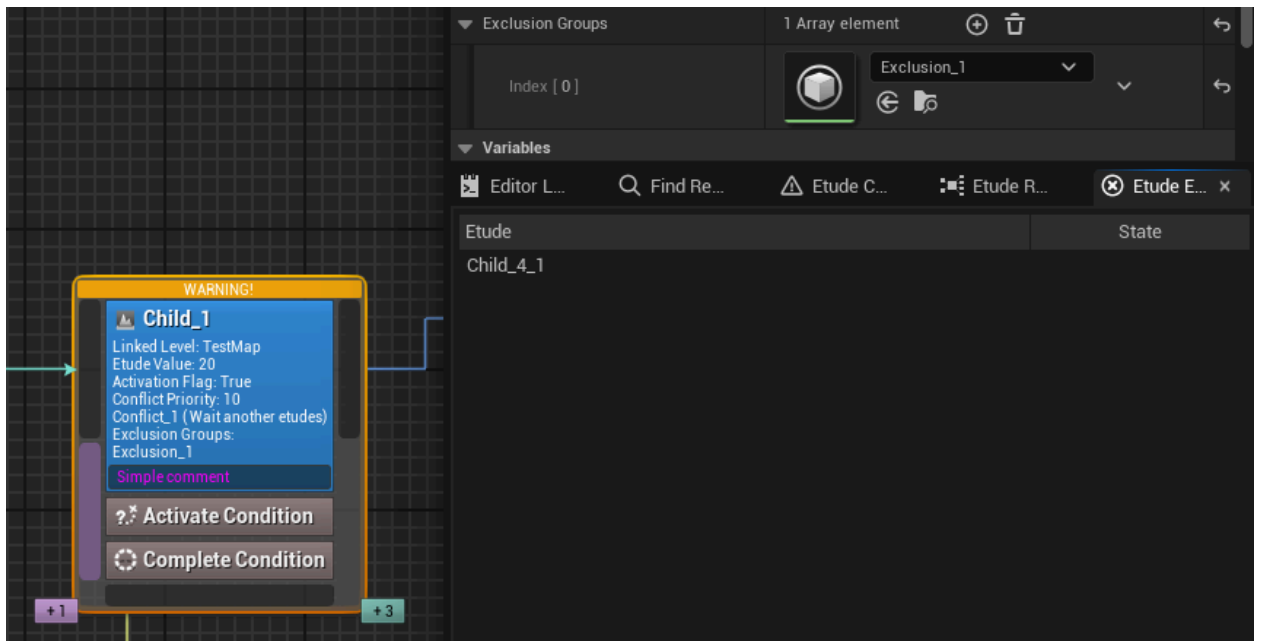 Exclusion Groups
1 Array element
Index [ 0 ]
Exclusion_1
Variables
Editor L...
Find Re...
Etude C...
Etude R...
Etude E...
Etude
State
Child_4_1
WARNING!
Child_1
Linked Level: TestMap
Etude Value: 20
Activation Flag: True
Conflict Priority: 10
Conflict_1 (Wait another etudes)
Exclusion Groups:
Exclusion_1
Simple comment
Activate Condition
Complete Condition
+1
+3